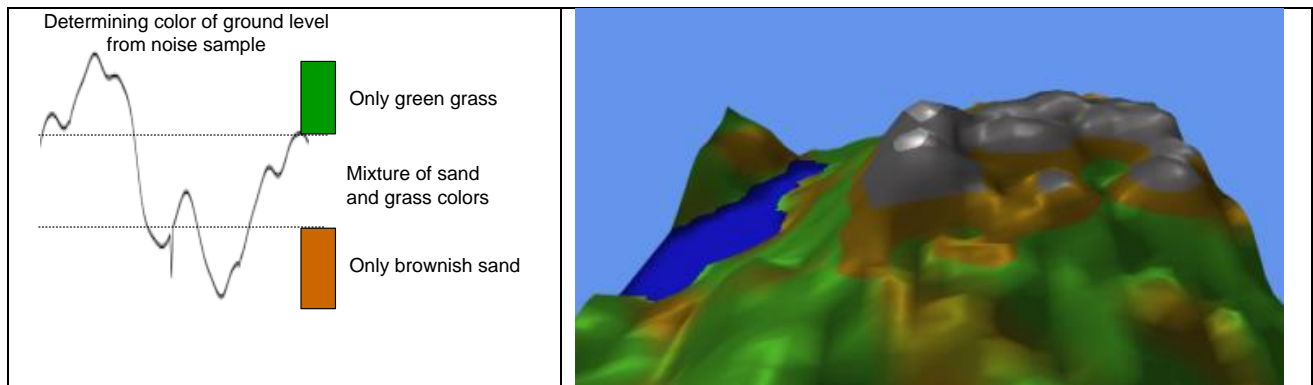 Determining color of ground level
from noise sample
Only green grass
Mixture of sand
and grass colors
Only brownish sand